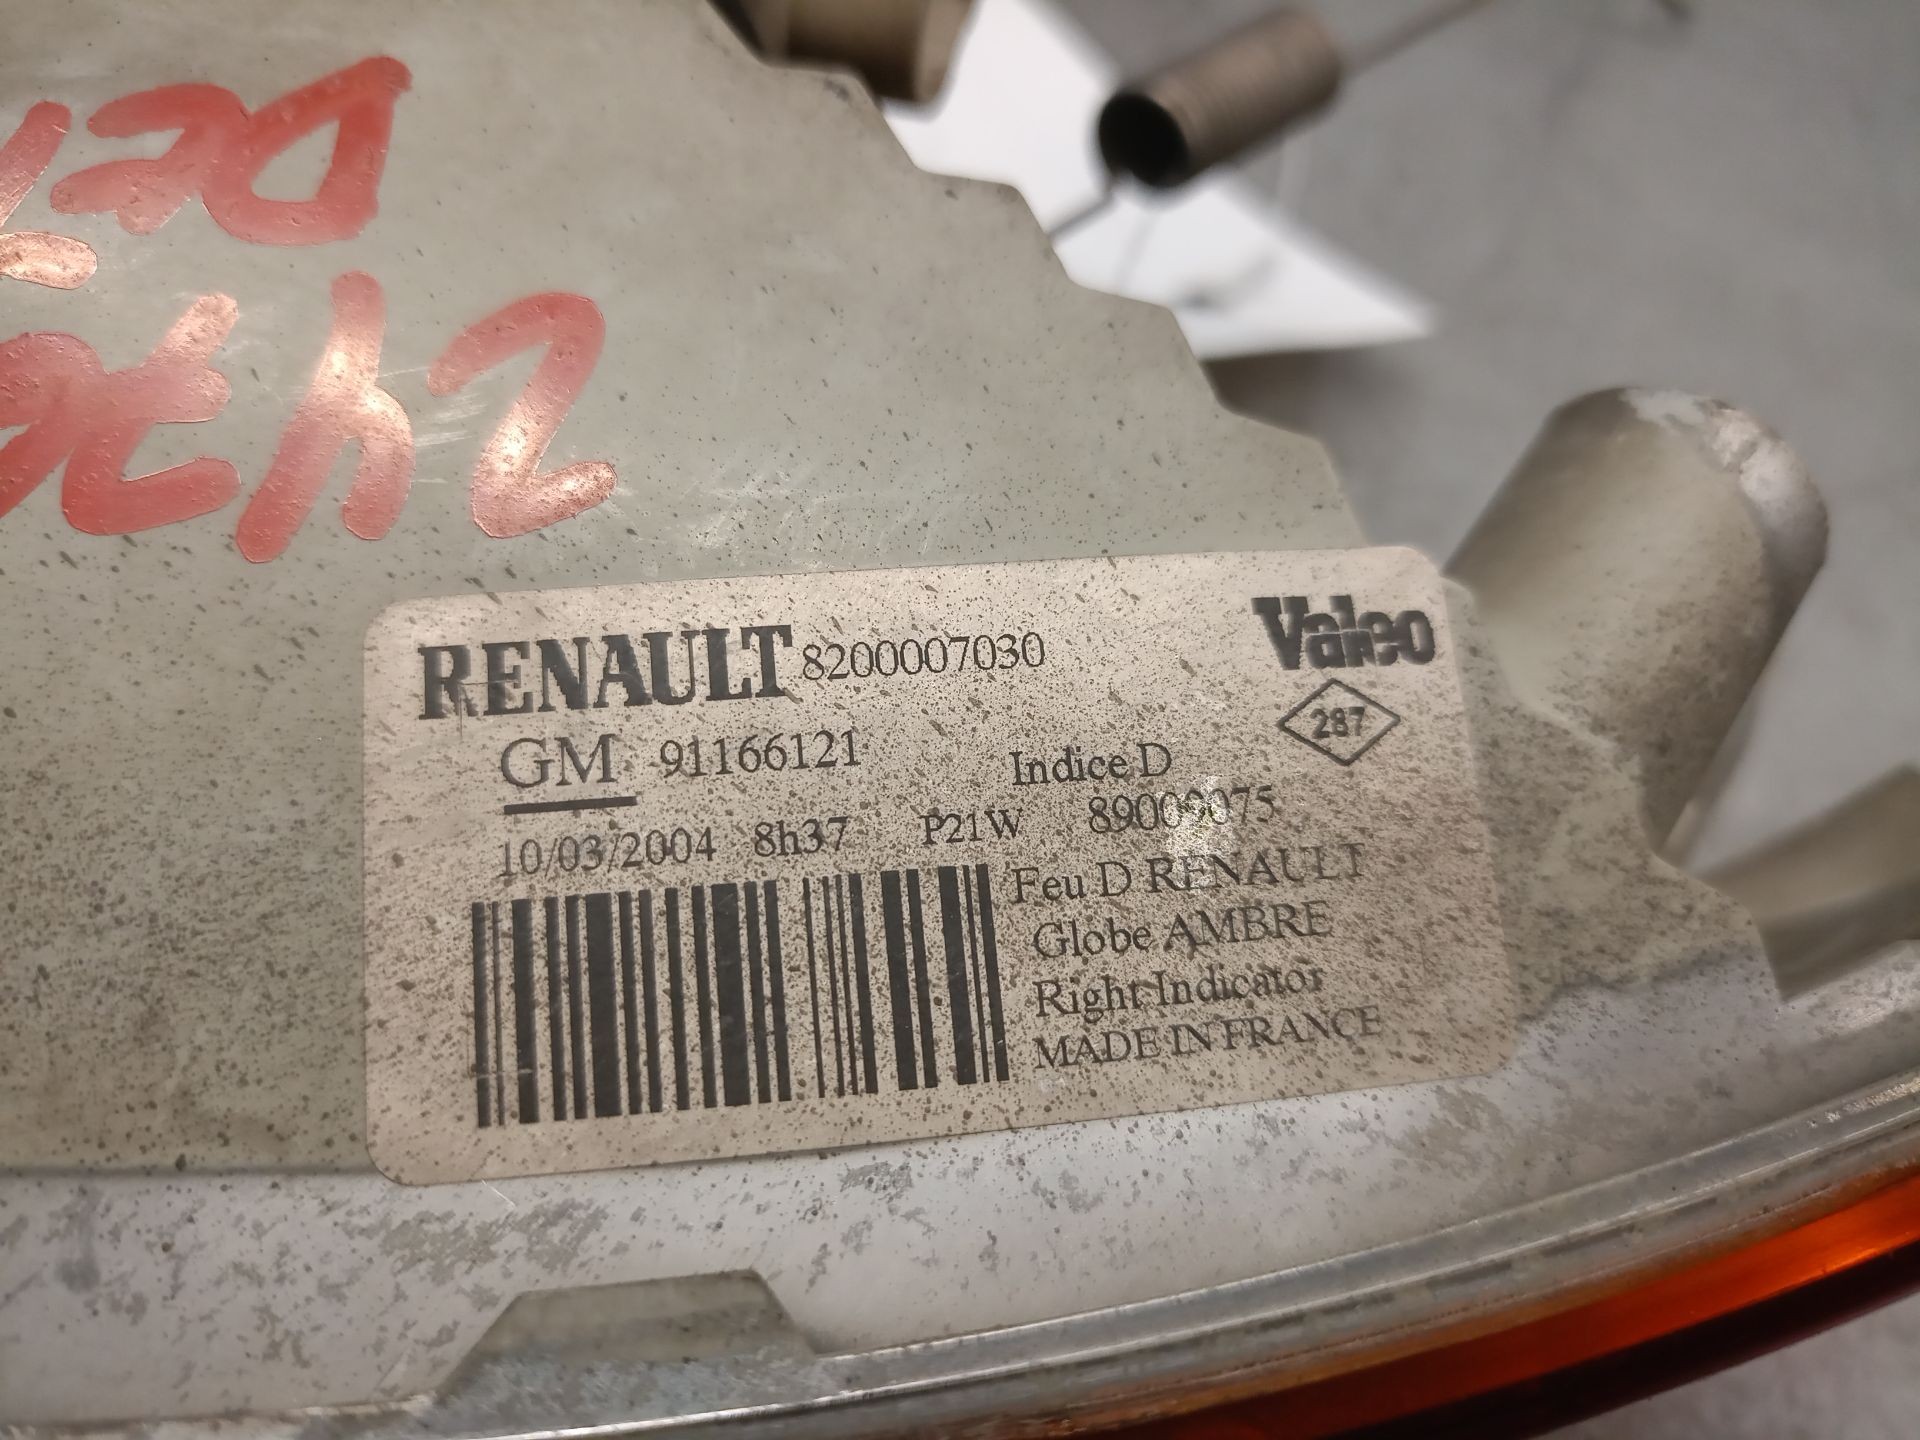 RENAULT 8200007030 Valeo
GM 91166121 Indice D 287
10/03/2004 8h37 P21W 89009075
Feu D RENAULT
Globe AMBRE
Right Indicator
MADE IN FRANCE